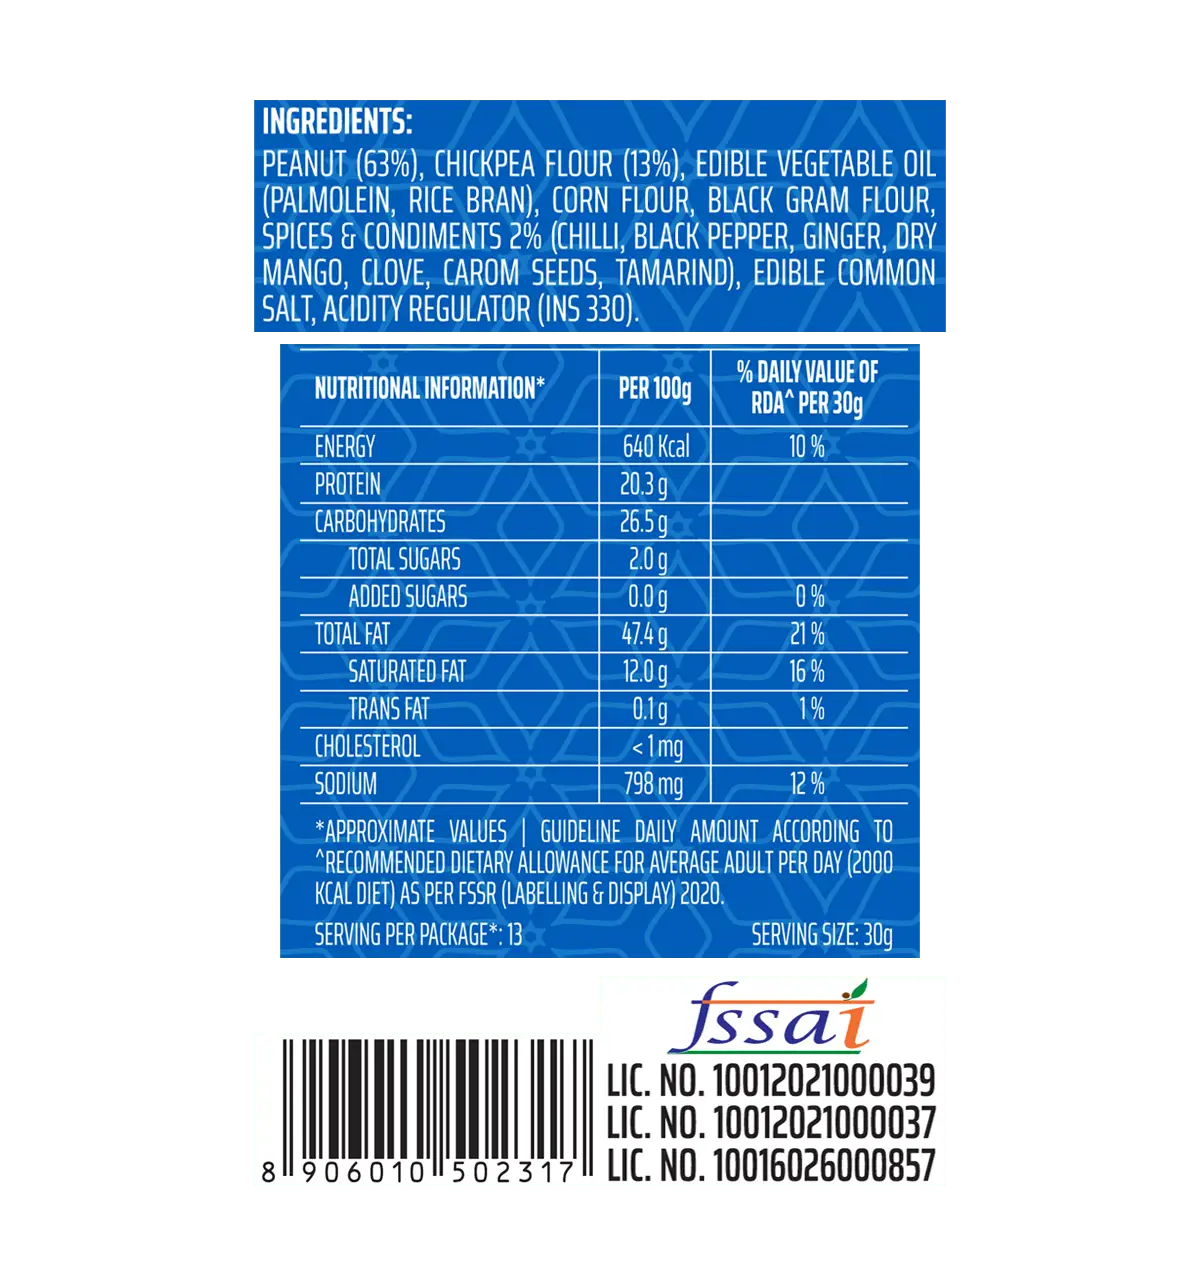 INGREDIENTS:
PEANUT (63%), CHICKPEA FLOUR (13%), EDIBLE VEGETABLE OIL
(PALMOLEIN, RICE BRAN), CORN FLOUR, BLACK GRAM FLOUR,
SPICES & CONDIMENTS 2% (CHILLI, BLACK PEPPER, GINGER, DRY
MANGO, CLOVE, CAROM SEEDS, TAMARIND), EDIBLE COMMON
SALT, ACIDITY REGULATOR (INS 330).
NUTRITIONAL INFORMATION* PER 100g % DAILY VALUE OF
RDA^ PER 30g
ENERGY 640 Kcal 10 %
PROTEIN 20.3 g
CARBOHYDRATES 26.5 g
TOTAL SUGARS 2.0 g
ADDED SUGARS 0.0 g 0 %
TOTAL FAT 47.4 g 21 %
SATURATED FAT 12.0 g 16 %
TRANS FAT 0.1 g 1 %
CHOLESTEROL < 1 mg
SODIUM 798 mg 12 %
*APPROXIMATE VALUES | GUIDELINE DAILY AMOUNT ACCORDING TO
^RECOMMENDED DIETARY ALLOWANCE FOR AVERAGE ADULT PER DAY (2000
KCAL DIET) AS PER FSSR (LABELLING & DISPLAY) 2020.
SERVING PER PACKAGE*: 13 SERVING SIZE: 30g
fssai
LIC. NO. 10012021000039
LIC. NO. 10012021000037
LIC. NO. 10016026000857
8 906010 502317